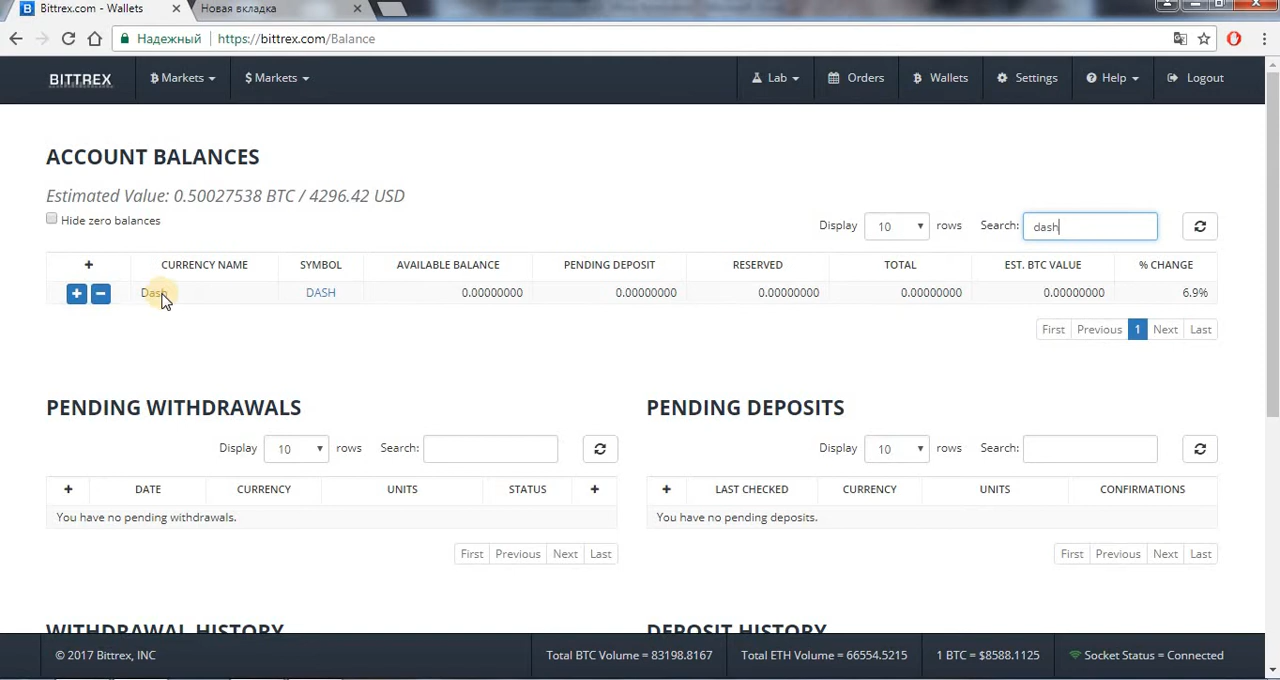 Bittrex.com - Wallets
Новая вкладка
Надежный
https://bittrex.com/Balance
BITTREX
Markets
$ Markets
Lab
Orders
Wallets
Settings
Help
Logout
ACCOUNT BALANCES
Estimated Value: 0.50027538 BTC / 4296.42 USD
Hide zero balances
Display 10 rows Search: dash
+ CURRENCY NAME SYMBOL AVAILABLE BALANCE PENDING DEPOSIT RESERVED TOTAL EST. BTC VALUE % CHANGE
Dash DASH 0.00000000 0.00000000 0.00000000 0.00000000 0.00000000 6.9%
First Previous 1 Next Last
PENDING WITHDRAWALS
Display 10 rows Search:
+ DATE CURRENCY UNITS STATUS +
You have no pending withdrawals.
First Previous Next Last
PENDING DEPOSITS
Display 10 rows Search:
+ LAST CHECKED CURRENCY UNITS CONFIRMATIONS
You have no pending deposits.
First Previous Next Last
WITHDRAWAL HISTORY
DEPOSIT HISTORY
© 2017 Bittrex, INC
Total BTC Volume = 83198.8167
Total ETH Volume = 66554.5215
1 BTC = $8588.1125
Socket Status = Connected